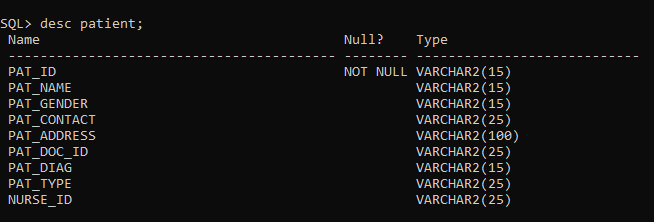 SQL> desc patient;
Name Null? Type
----------------------------------------- -------- ----------------------------
PAT_ID NOT NULL VARCHAR2(15)
PAT_NAME VARCHAR2(15)
PAT_GENDER VARCHAR2(15)
PAT_CONTACT VARCHAR2(25)
PAT_ADDRESS VARCHAR2(100)
PAT_DOC_ID VARCHAR2(25)
PAT_DIAG VARCHAR2(15)
PAT_TYPE VARCHAR2(25)
NURSE_ID VARCHAR2(25)